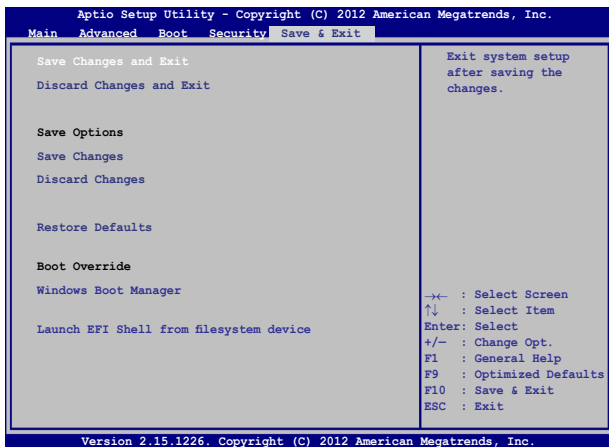 Aptio Setup Utility - Copyright (C) 2012 American Megatrends, Inc.
Main Advanced Boot Security Save & Exit
Save Changes and Exit
Discard Changes and Exit
Save Options
Save Changes
Discard Changes
Restore Defaults
Boot Override
Windows Boot Manager
Launch EFI Shell from filesystem device
Exit system setup
after saving the
changes.
→← : Select Screen
↑↓ : Select Item
Enter: Select
+/— : Change Opt.
F1 : General Help
F9 : Optimized Defaults
F10 : Save & Exit
ESC : Exit
Version 2.15.1226. Copyright (C) 2012 American Megatrends, Inc.